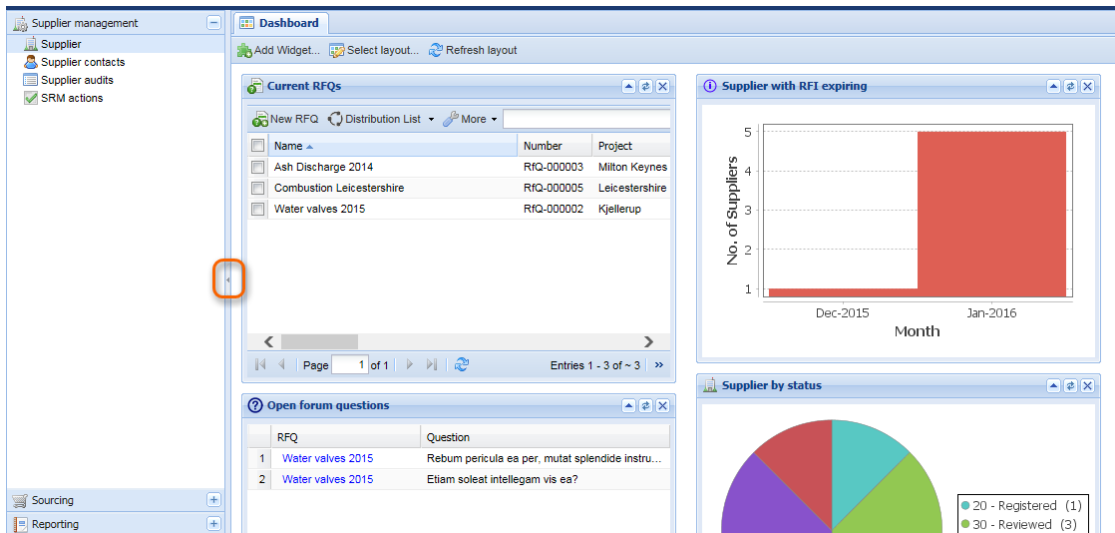 Supplier management
Supplier
Supplier contacts
Supplier audits
SRM actions
Sourcing
Reporting
Dashboard
Add Widget... Select layout... Refresh layout
Current RFQs
New RFQ Distribution List More
Name Number Project
Ash Discharge 2014 RfQ-000003 Milton Keynes
Combustion Leicestershire RfQ-000005 Leicestershire
Water valves 2015 RfQ-000002 Kjellerup
Page 1 of 1 Entries 1 - 3 of ~ 3 »
Open forum questions
RFQ Question
1 Water valves 2015 Rebum pericula ea per, mutat splendide instru...
2 Water valves 2015 Etiam soleat intellegam vis ea?
Supplier with RFI expiring
No. of Suppliers
5
4
3
2
1
Dec-2015 Jan-2016
Month
Supplier by status
20 - Registered (1)
30 - Reviewed (3)